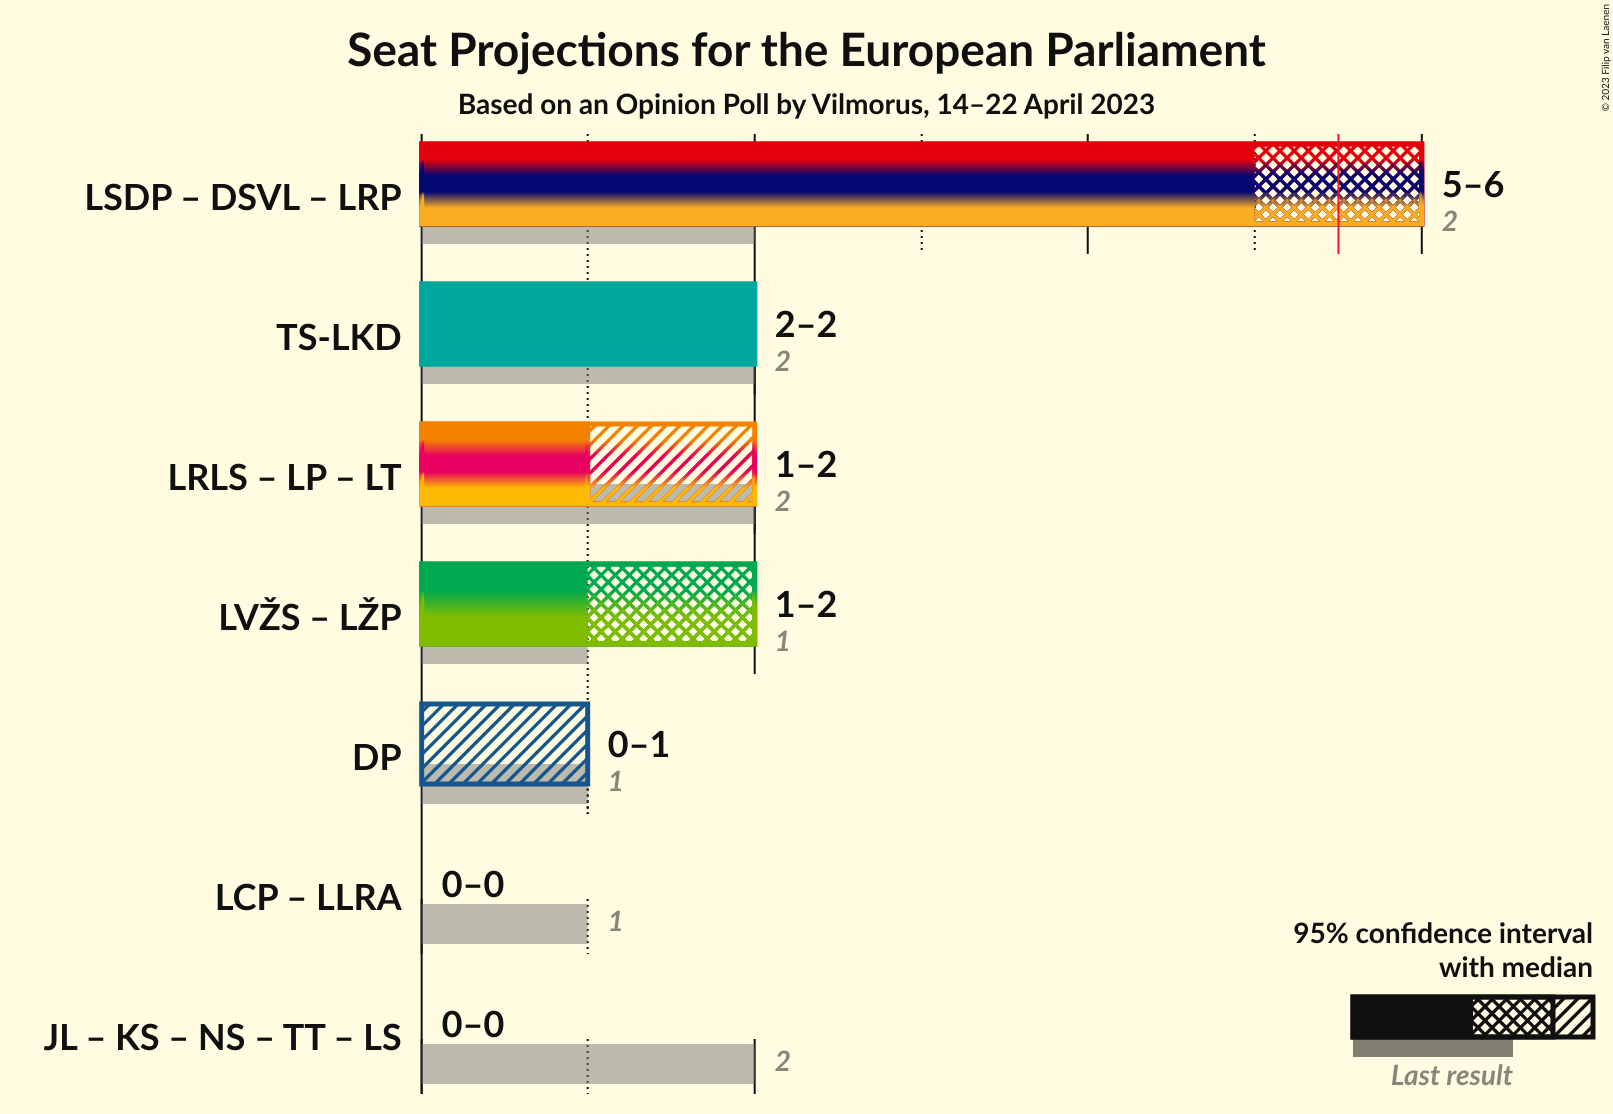 Seat Projections for the European Parliament
Based on an Opinion Poll by Vilmorus, 14–22 April 2023
© 2023 Filip van Laenen
LSDP – DSVL – LRP
5–6
2
TS-LKD
2–2
2
LRLS – LP – LT
1–2
2
LVŽS – LŽP
1–2
1
DP
0–1
1
LCP – LLRA
0–0
1
JL – KS – NS – TT – LS
0–0
2
95% confidence interval
with median
Last result